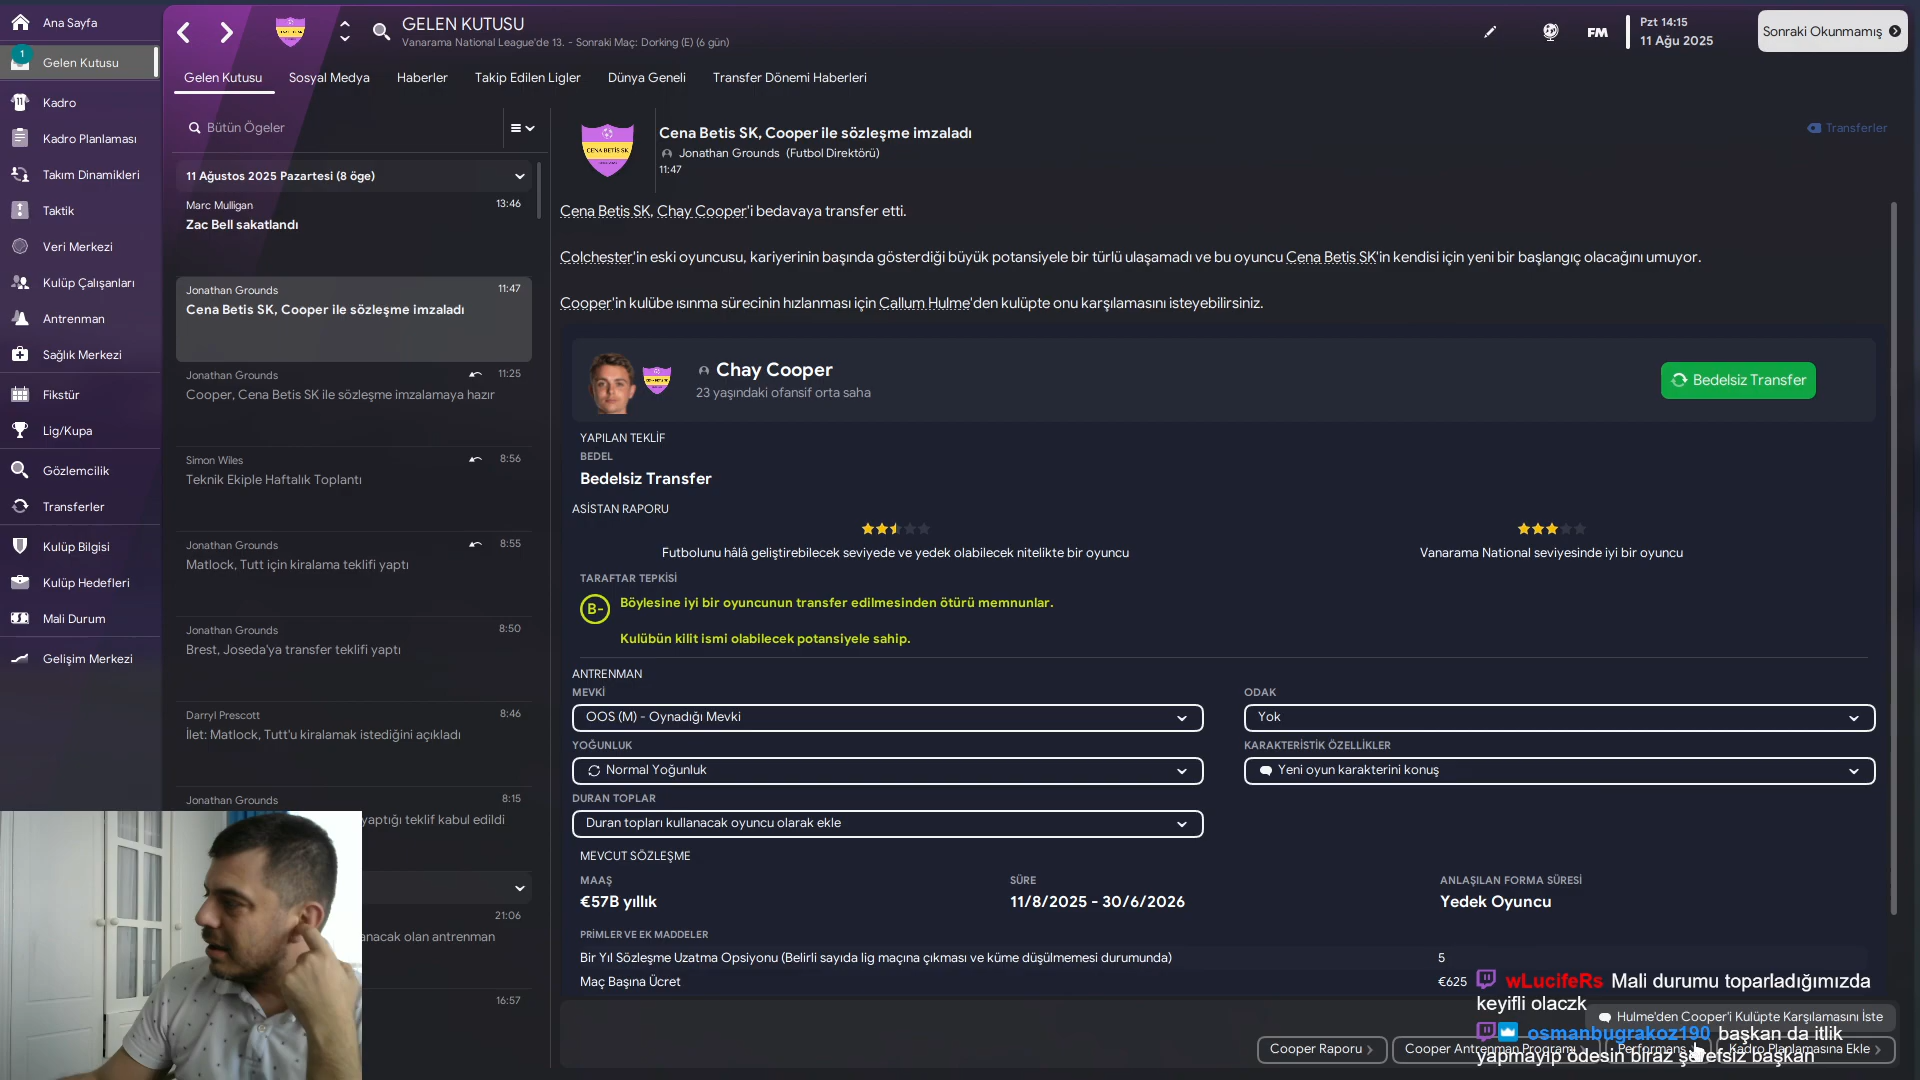 Ana Sayfa
1
Gelen Kutusu
Kadro
Kadro Planlaması
Takım Dinamikleri
Taktik
Veri Merkezi
Kulüp Çalışanları
Antrenman
Sağlık Merkezi
Fikstür
Lig/Kupa
Gözlemcilik
Transferler
Kulüp Bilgisi
Kulüp Hedefleri
Mali Durum
Gelişim Merkezi
GELEN KUTUSU
Vanarama National League'de 13. - Sonraki Maç: Dorking (E) (6 gün)
FM
Pzt 14:15
11 Ağu 2025
Sonraki Okunmamış
Gelen Kutusu
Sosyal Medya
Haberler
Takip Edilen Ligler
Dünya Geneli
Transfer Dönemi Haberleri
Bütün Ögeler
11 Ağustos 2025 Pazartesi (8 öge)
Marc Mulligan 13:46
Zac Bell sakatlandı
Jonathan Grounds 11:47
Cena Betis SK, Cooper ile sözleşme imzaladı
Jonathan Grounds 11:25
Cooper, Cena Betis SK ile sözleşme imzalamaya hazır
Simon Wiles 8:56
Teknik Ekiple Haftalık Toplantı
Jonathan Grounds 8:55
Matlock, Tutt için kiralama teklifi yaptı
Jonathan Grounds 8:50
Brest, Joseda'ya transfer teklifi yaptı
Darryl Prescott 8:46
İlet: Matlock, Tutt'u kiralamak istediğini açıkladı
Jonathan Grounds 8:15
yaptığı teklif kabul edildi
21:06
anacak olan antrenman
16:57
CENA BETIS SK
Cena Betis SK, Cooper ile sözleşme imzaladı
Jonathan Grounds (Futbol Direktörü)
11:47
Transferler
Cena Betis SK, Chay Cooper'i bedavaya transfer etti.
Colchester'in eski oyuncusu, kariyerinin başında gösterdiği büyük potansiyele bir türlü ulaşamadı ve bu oyuncu Cena Betis SK'in kendisi için yeni bir başlangıç olacağını umuyor.
Cooper'in kulübe ısınma sürecinin hızlanması için Callum Hulme'den kulüpte onu karşılamasını isteyebilirsiniz.
Chay Cooper
23 yaşındaki ofansif orta saha
Bedelsiz Transfer
YAPILAN TEKLİF
BEDEL
Bedelsiz Transfer
ASİSTAN RAPORU
Futbolunu hâlâ geliştirebilecek seviyede ve yedek olabilecek nitelikte bir oyuncu
Vanarama National seviyesinde iyi bir oyuncu
TARAFTAR TEPKİSİ
B-
Böylesine iyi bir oyuncunun transfer edilmesinden ötürü memnunlar.
Kulübün kilit ismi olabilecek potansiyele sahip.
ANTRENMAN
MEVKİ
OOS (M) - Oynadığı Mevki
ODAK
Yok
YOĞUNLUK
Normal Yoğunluk
KARAKTERİSTİK ÖZELLİKLER
Yeni oyun karakterini konuş
DURAN TOPLAR
Duran topları kullanacak oyuncu olarak ekle
MEVCUT SÖZLEŞME
MAAŞ
€57B yıllık
SÜRE
11/8/2025 - 30/6/2026
ANLAŞILAN FORMA SÜRESİ
Yedek Oyuncu
PRİMLER VE EK MADDELER
Bir Yıl Sözleşme Uzatma Opsiyonu (Belirli sayıda lig maçına çıkması ve küme düşülmemesi durumunda) 5
Maç Başına Ücret €625
wLucifeRs Mali durumu toparladığımızda
keyifli olaczk
Hulme'den Cooper'i Kulüpte Karşılamasını İste
osmanbugrakoz190 başkan da itlik
yapmayıp ödesin biraz şerefsiz başkan
Cooper Raporu
Cooper Antrenman Programı
Performans
Kadro Planlamasına Ekle